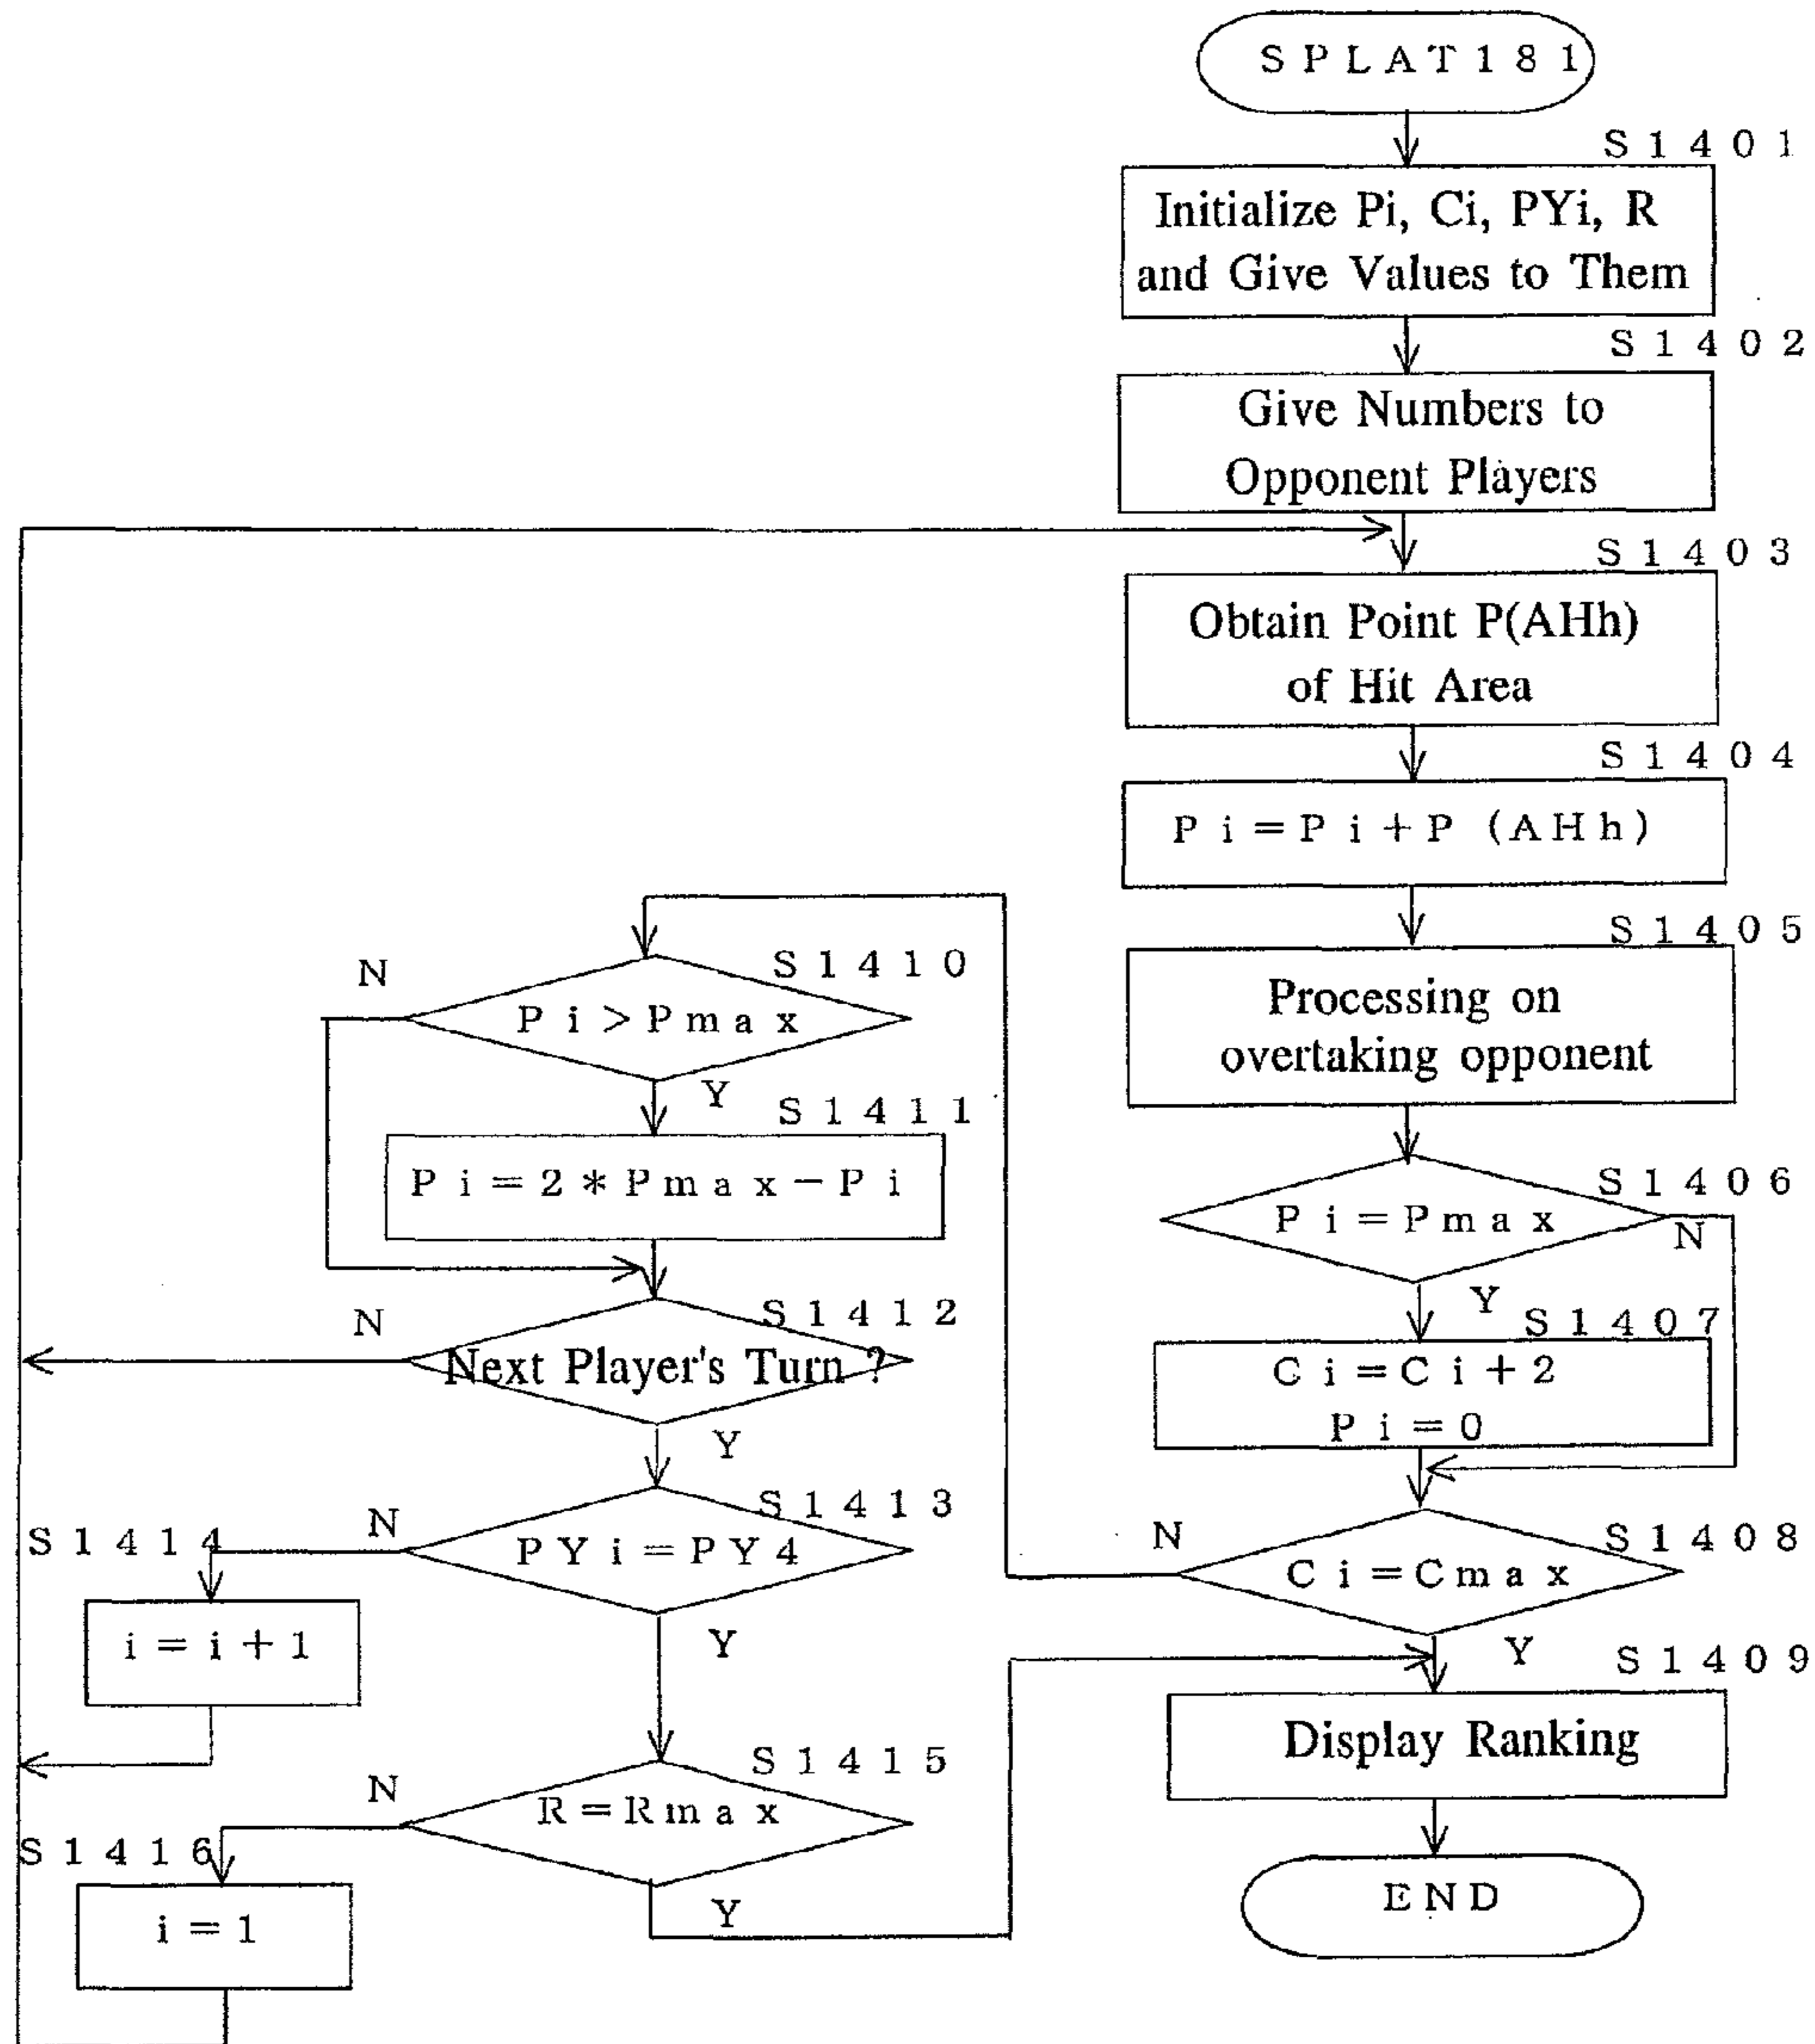 SPLAT181
S1401
Initialize Pi, Ci, PYi, R
and Give Values to Them
S1402
Give Numbers to
Opponent Players
S1403
Obtain Point P(AHh)
of Hit Area
S1404
Pi=Pi+P (AHh)
S1405
Processing on
overtaking opponent
S1406
Pi=Pmax
N
Y
S1407
Ci=Ci+2
Pi=0
S1408
N
Ci=Cmax
Y
S1409
Display Ranking
END
S1410
N
Pi>Pmax
Y
S1411
Pi=2*Pmax-Pi
S1412
N
Next Player's Turn ?
Y
S1413
N
PYi=PY4
Y
S1414
i=i+1
S1415
N
R=Rmax
Y
S1416
i=1